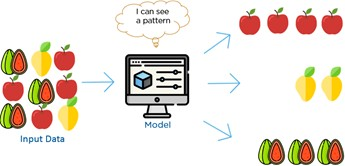 I can see
a pattern
Input Data
Model